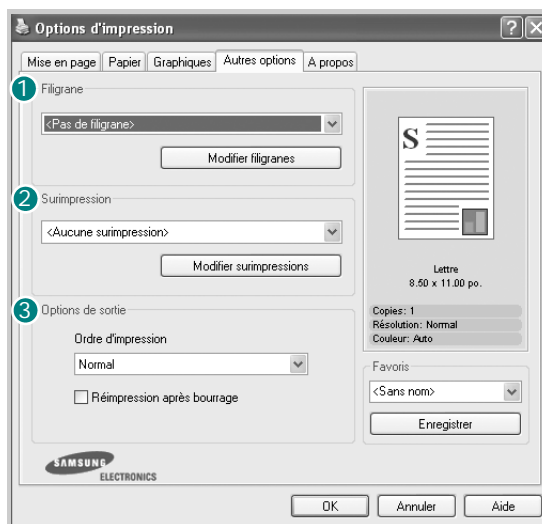 Options d'impression
Mise en page Papier Graphiques Autres options A propos
1 Filigrane
<Pas de filigrane>
Modifier filigranes
2 Surimpression
<Aucune surimpression>
Modifier surimpressions
3 Options de sortie
Ordre d'impression
Normal
Réimpression après bourrage
S
Lettre
8.50 x 11.00 po.
Copies: 1
Résolution: Normal
Couleur: Auto
Favoris
<Sans nom>
Enregistrer
SAMSUNG
ELECTRONICS
OK Annuler Aide